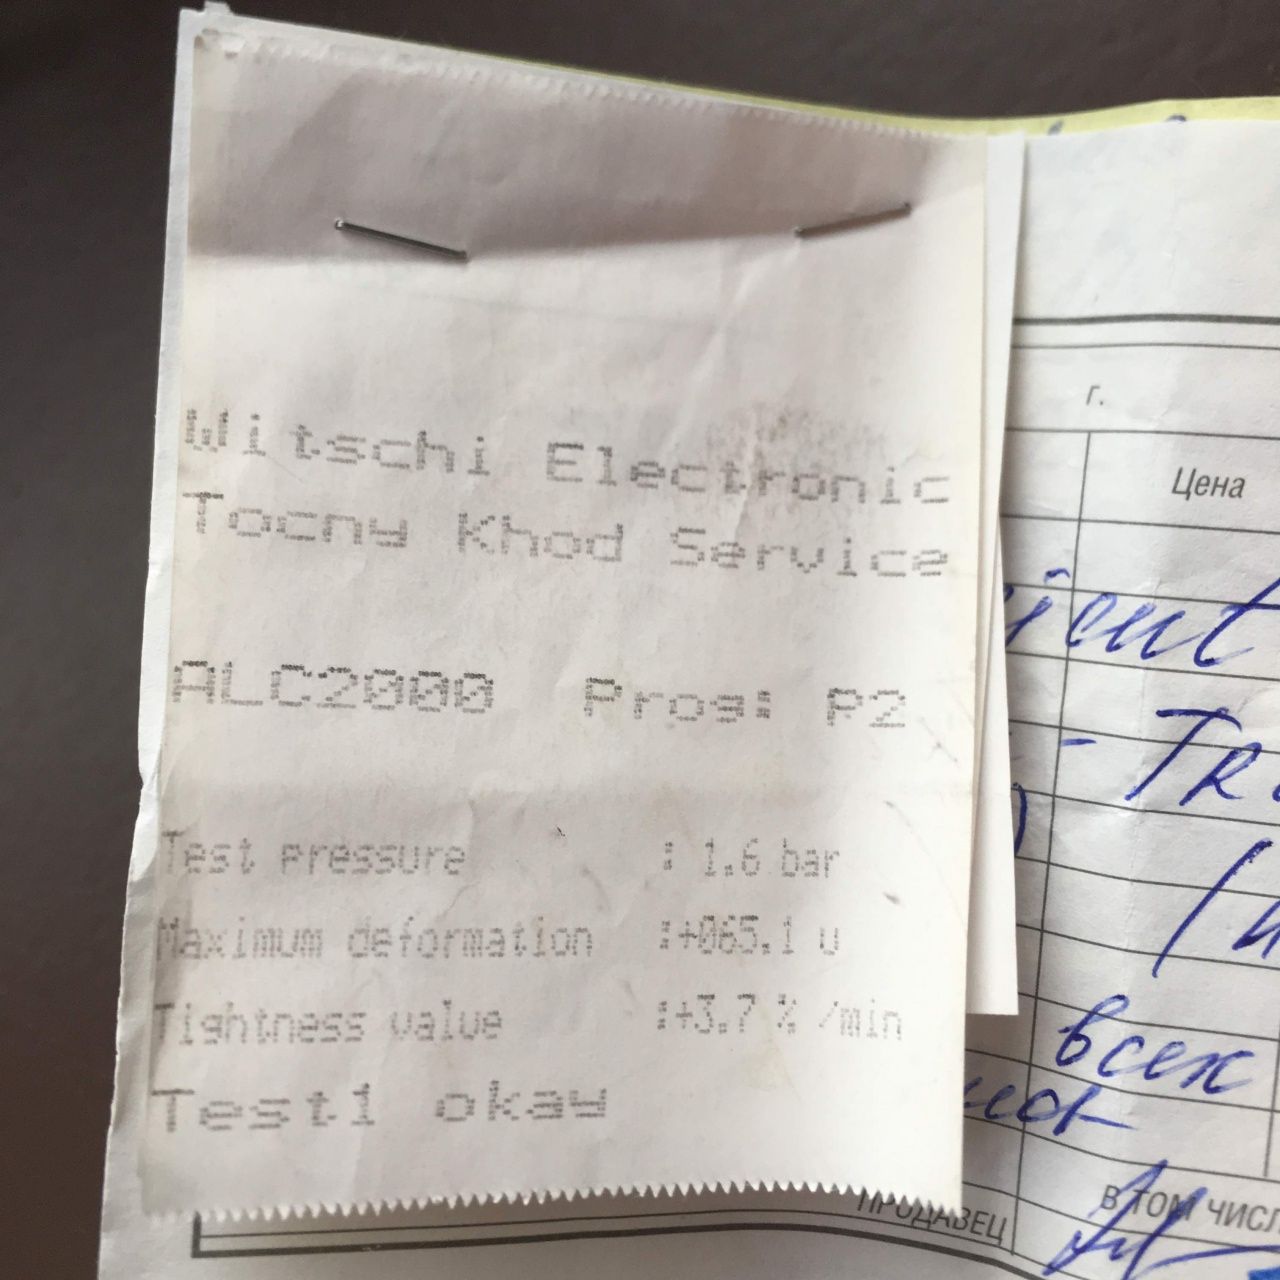 Witschi Electronic
Tocny Khod Service
ALC2000 Prog: P2
Test pressure : 1.6 bar
Maximum deformation :+065.1 u
Tightness value :+3.7 % /min
Test1 okay
г.
Цена
всех
ПРОДАВЕЦ
В ТОМ ЧИСЛ